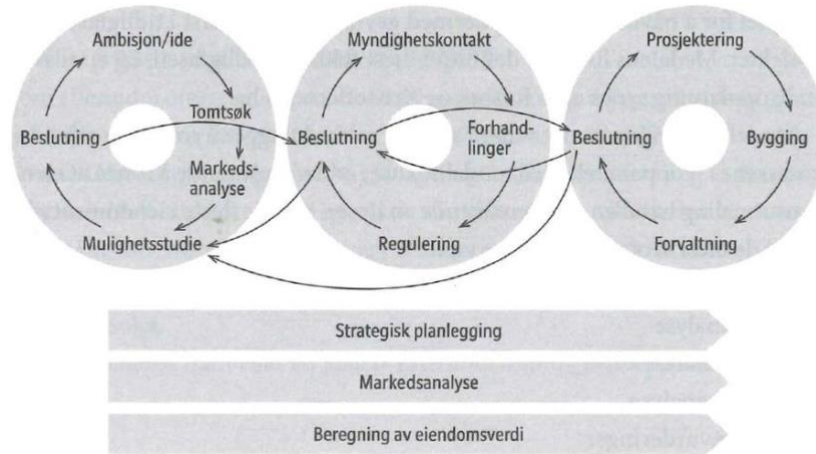 Ambisjon/ide
Tomtsøk
Markeds-
analyse
Mulighetsstudie
Beslutning
Myndighetskontakt
Forhand-
linger
Regulering
Beslutning
Prosjektering
Bygging
Forvaltning
Beslutning
Strategisk planlegging
Markedsanalyse
Beregning av eiendomsverdi